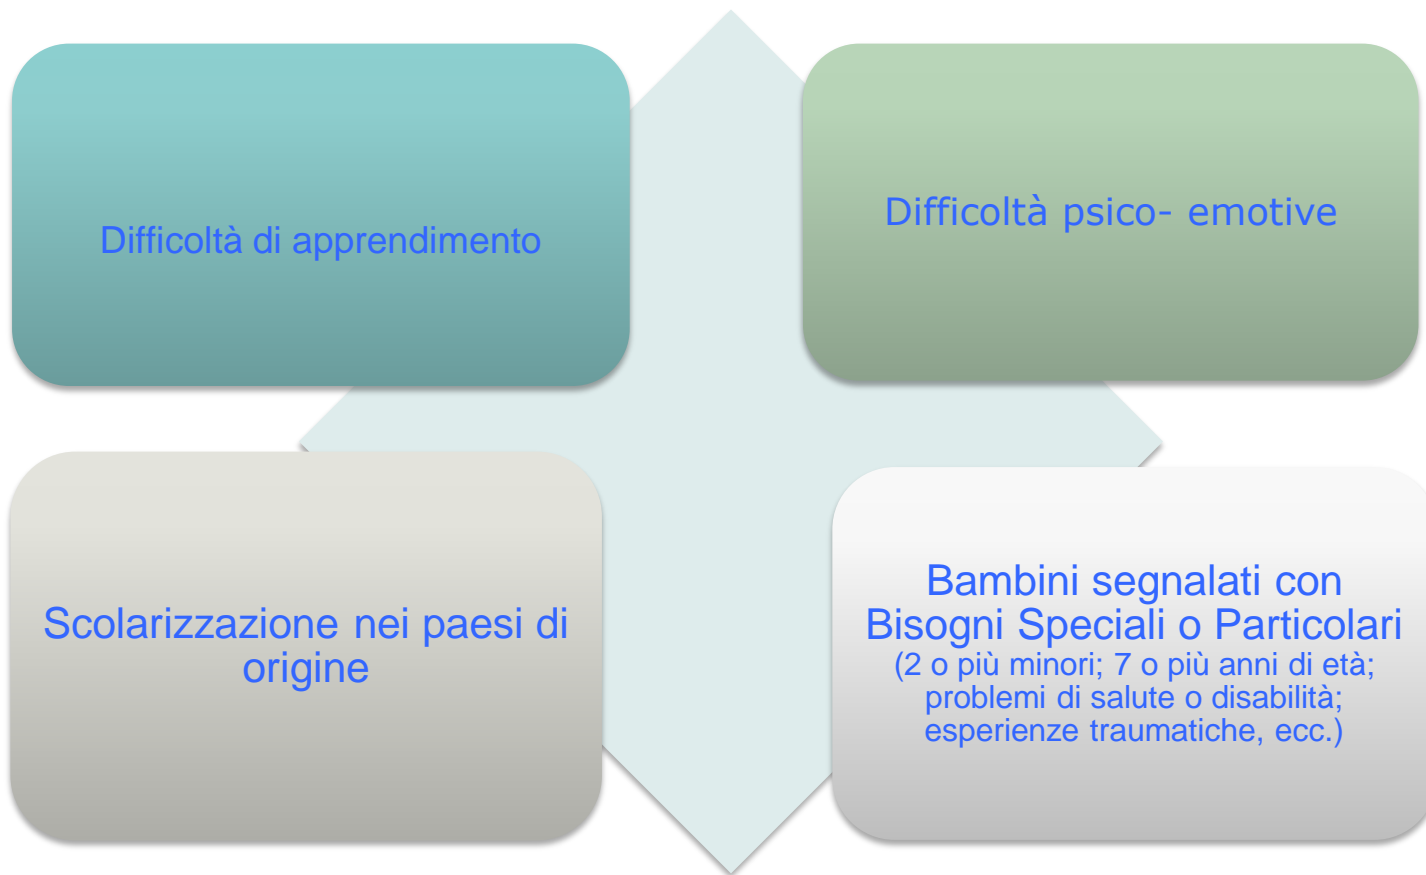 Difficoltà di apprendimento
Difficoltà psico- emotive
Scolarizzazione nei paesi di
origine
Bambini segnalati con
Bisogni Speciali o Particolari
(2 o più minori; 7 o più anni di età;
problemi di salute o disabilità;
esperienze traumatiche, ecc.)